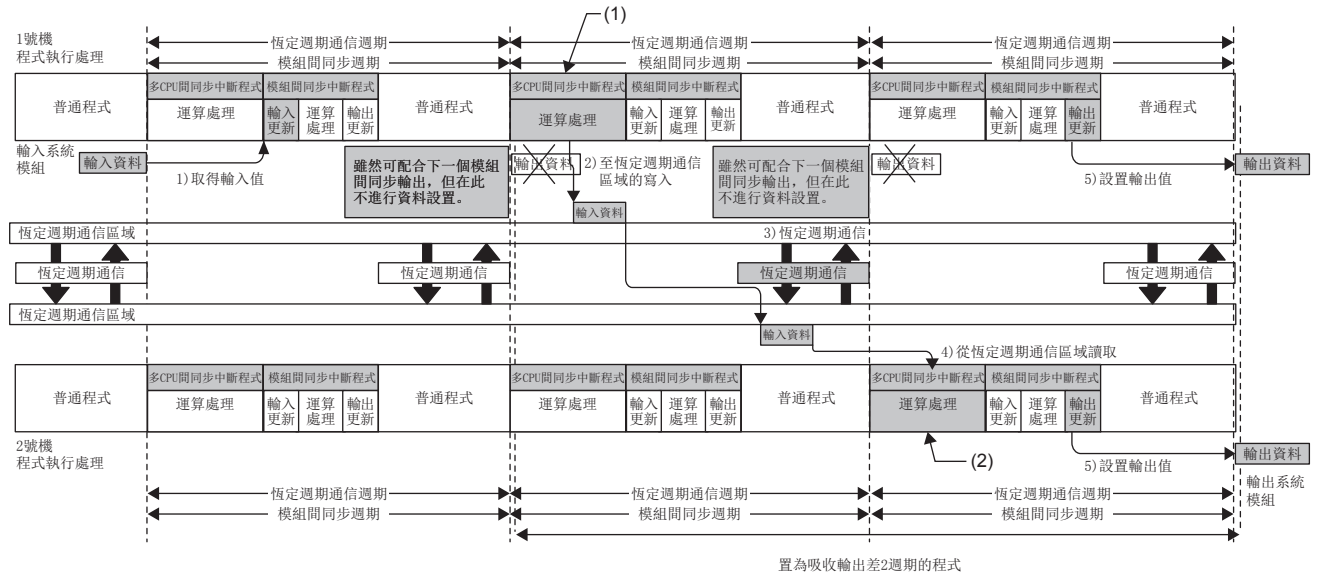 (1)
1號機
程式執行處理
恆定週期通信週期 恆定週期通信週期 恆定週期通信週期
模組間同步週期 模組間同步週期 模組間同步週期
多CPU間同步中斷程式 模組間同步中斷程式 多CPU間同步中斷程式 模組間同步中斷程式 多CPU間同步中斷程式 模組間同步中斷程式
普通程式 運算處理 輸入更新 運算處理 輸出更新 普通程式 運算處理 輸入更新 運算處理 輸出更新 普通程式 運算處理 輸入更新 運算處理 輸出更新 普通程式
輸入系統
模組
輸入資料
1)取得輸入值
雖然可配合下一個模組
間同步輸出，但在此
不進行資料設置。
輸出資料
2)至恆定週期通信
區域的寫入
雖然可配合下一個模組
間同步輸出，但在此
不進行資料設置。
輸出資料
5)設置輸出值
輸出資料
輸入資料
恆定週期通信區域
3)恆定週期通信
恆定週期通信 恆定週期通信 恆定週期通信 恆定週期通信
恆定週期通信區域
輸入資料
4)從恆定週期通信區域讀取
多CPU間同步中斷程式 模組間同步中斷程式 多CPU間同步中斷程式 模組間同步中斷程式 多CPU間同步中斷程式 模組間同步中斷程式
普通程式 運算處理 輸入更新 運算處理 輸出更新 普通程式 運算處理 輸入更新 運算處理 輸出更新 普通程式 運算處理 輸入更新 運算處理 輸出更新 普通程式
2號機
程式執行處理
(2)
5)設置輸出值
輸出資料
輸出系統
模組
恆定週期通信週期 恆定週期通信週期 恆定週期通信週期
模組間同步週期 模組間同步週期 模組間同步週期
置為吸收輸出差2週期的程式